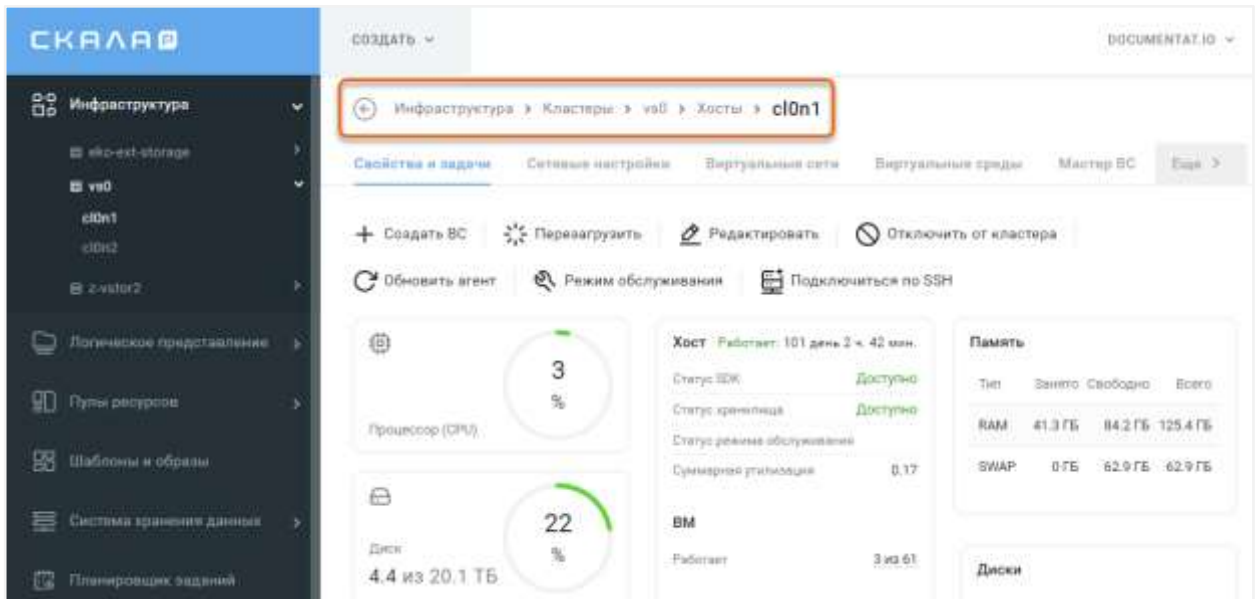 СКАЛА Р
Инфраструктура
eko-ext-storage
vs0
cl0n1
cl0n2
z-vstor2
Логическое представление
Пулы ресурсов
Шаблоны и образы
Система хранения данных
Планировщик заданий
СОЗДАТЬ
DOCUMENTAT.IO
Инфраструктура > Кластеры > vs0 > Хосты > cl0n1
Свойства и задачи Сетевые настройки Виртуальные сети Виртуальные среды Мастер ВС Еще >
Создать ВС Перезагрузить Редактировать Отключить от кластера
Обновить агент Режим обслуживания Подключиться по SSH
3
%
Процессор (CPU)
22
%
Диск
4.4 из 20.1 ТБ
Хост Работает: 101 день 2 ч. 42 мин.
Статус SDK Доступно
Статус хранилища Доступно
Статус режима обслуживания
Суммарная утилизация 0.17
ВМ
Работает 3 из 61
Память
Тип Занято Свободно Всего
RAM 41.3 ГБ 84.2 ГБ 125.4 ГБ
SWAP 0 ГБ 62.9 ГБ 62.9 ГБ
Диски